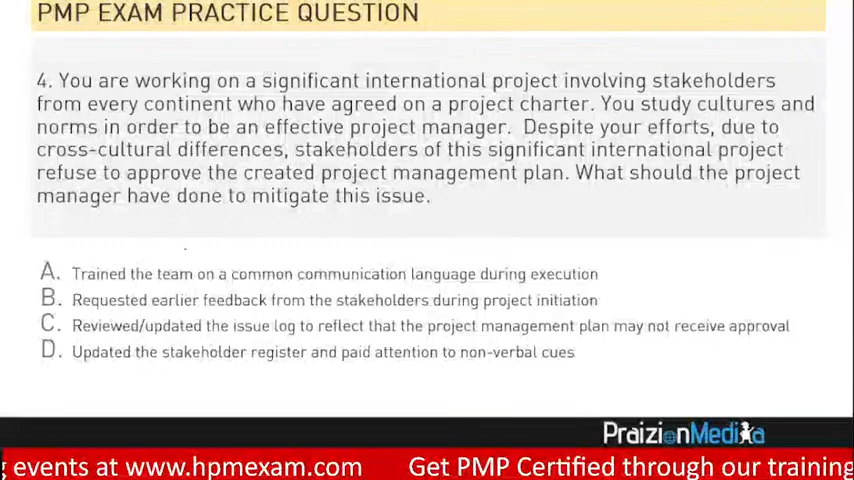 PMP EXAM PRACTICE QUESTION
4. You are working on a significant international project involving stakeholders
from every continent who have agreed on a project charter. You study cultures and
norms in order to be an effective project manager.  Despite your efforts, due to
cross-cultural differences, stakeholders of this significant international project
refuse to approve the created project management plan. What should the project
manager have done to mitigate this issue.
A. Trained the team on a common communication language during execution
B. Requested earlier feedback from the stakeholders during project initiation
C. Reviewed/updated the issue log to reflect that the project management plan may not receive approval
D. Updated the stakeholder register and paid attention to non-verbal cues
PraizionMedia
g events at www.hpmexam.com Get PMP Certified through our training